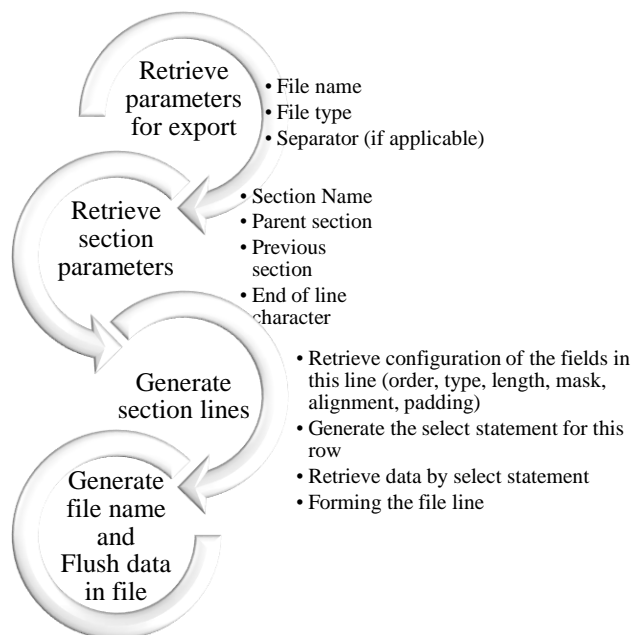 Retrieve
parameters
for export
• File name
• File type
• Separator (if applicable)
Retrieve
section
parameters
• Section Name
• Parent section
• Previous
section
• End of line
character
Generate
section lines
• Retrieve configuration of the fields in
this line (order, type, length, mask,
alignment, padding)
• Generate the select statement for this
row
• Retrieve data by select statement
• Forming the file line
Generate
file name
and
Flush data
in file